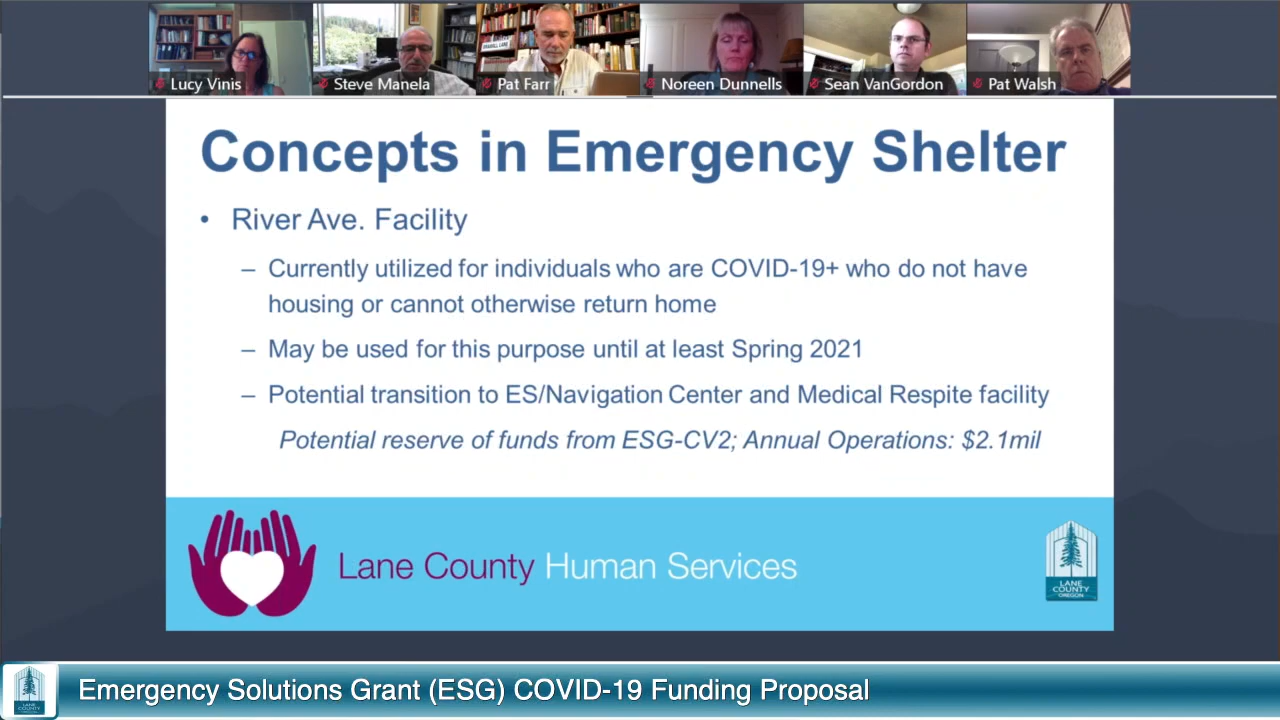 Lucy Vinis
Steve Manela
Pat Farr
Noreen Dunnells
Sean VanGordon
Pat Walsh
Concepts in Emergency Shelter
• River Ave. Facility
– Currently utilized for individuals who are COVID-19+ who do not have
housing or cannot otherwise return home
– May be used for this purpose until at least Spring 2021
– Potential transition to ES/Navigation Center and Medical Respite facility
Potential reserve of funds from ESG-CV2; Annual Operations: $2.1mil
Lane County Human Services
LANE
COUNTY
OREGON
Emergency Solutions Grant (ESG) COVID-19 Funding Proposal
LANE
COUNTY